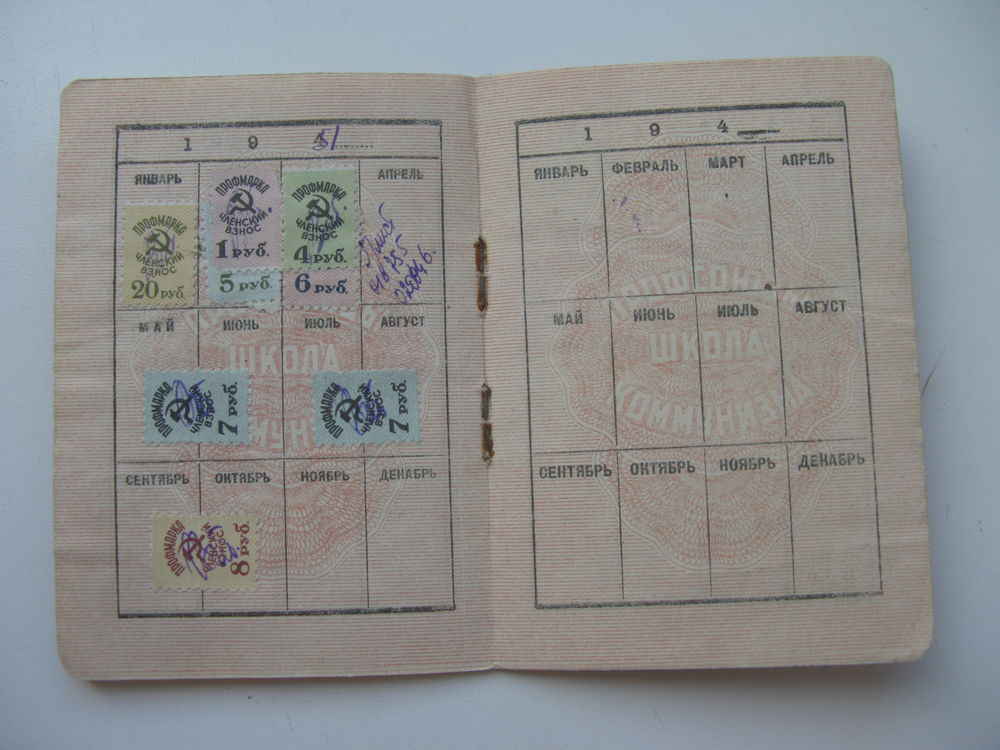 1 9 51
ЯНВАРЬ
АПРЕЛЬ
ПРОФМАРКА
ЧЛЕНСКИЙ
ВЗНОС
20 РУБ.
ПРОФМАРКА
ЧЛЕНСКИЙ
ВЗНОС
1 РУБ.
5 РУБ.
ПРОФМАРКА
ЧЛЕНСКИЙ
ВЗНОС
4 РУБ.
6 РУБ.
МАЙ ИЮНЬ ИЮЛЬ АВГУСТ
ШКОЛА
ПРОФМАРКА
ЧЛЕНСКИЙ
ВЗНОС
7 РУБ.
ПРОФМАРКА
ЧЛЕНСКИЙ
ВЗНОС
7 РУБ.
СЕНТЯБРЬ ОКТЯБРЬ НОЯБРЬ ДЕКАБРЬ
ПРОФМАРКА
ЧЛЕНСКИЙ
ВЗНОС
8 РУБ.
1 9 4
ЯНВАРЬ ФЕВРАЛЬ МАРТ АПРЕЛЬ
ПРОФСОЮЗЫ
МАЙ ИЮНЬ ИЮЛЬ АВГУСТ
ШКОЛА
КОММУНИЗМА
СЕНТЯБРЬ ОКТЯБРЬ НОЯБРЬ ДЕКАБРЬ